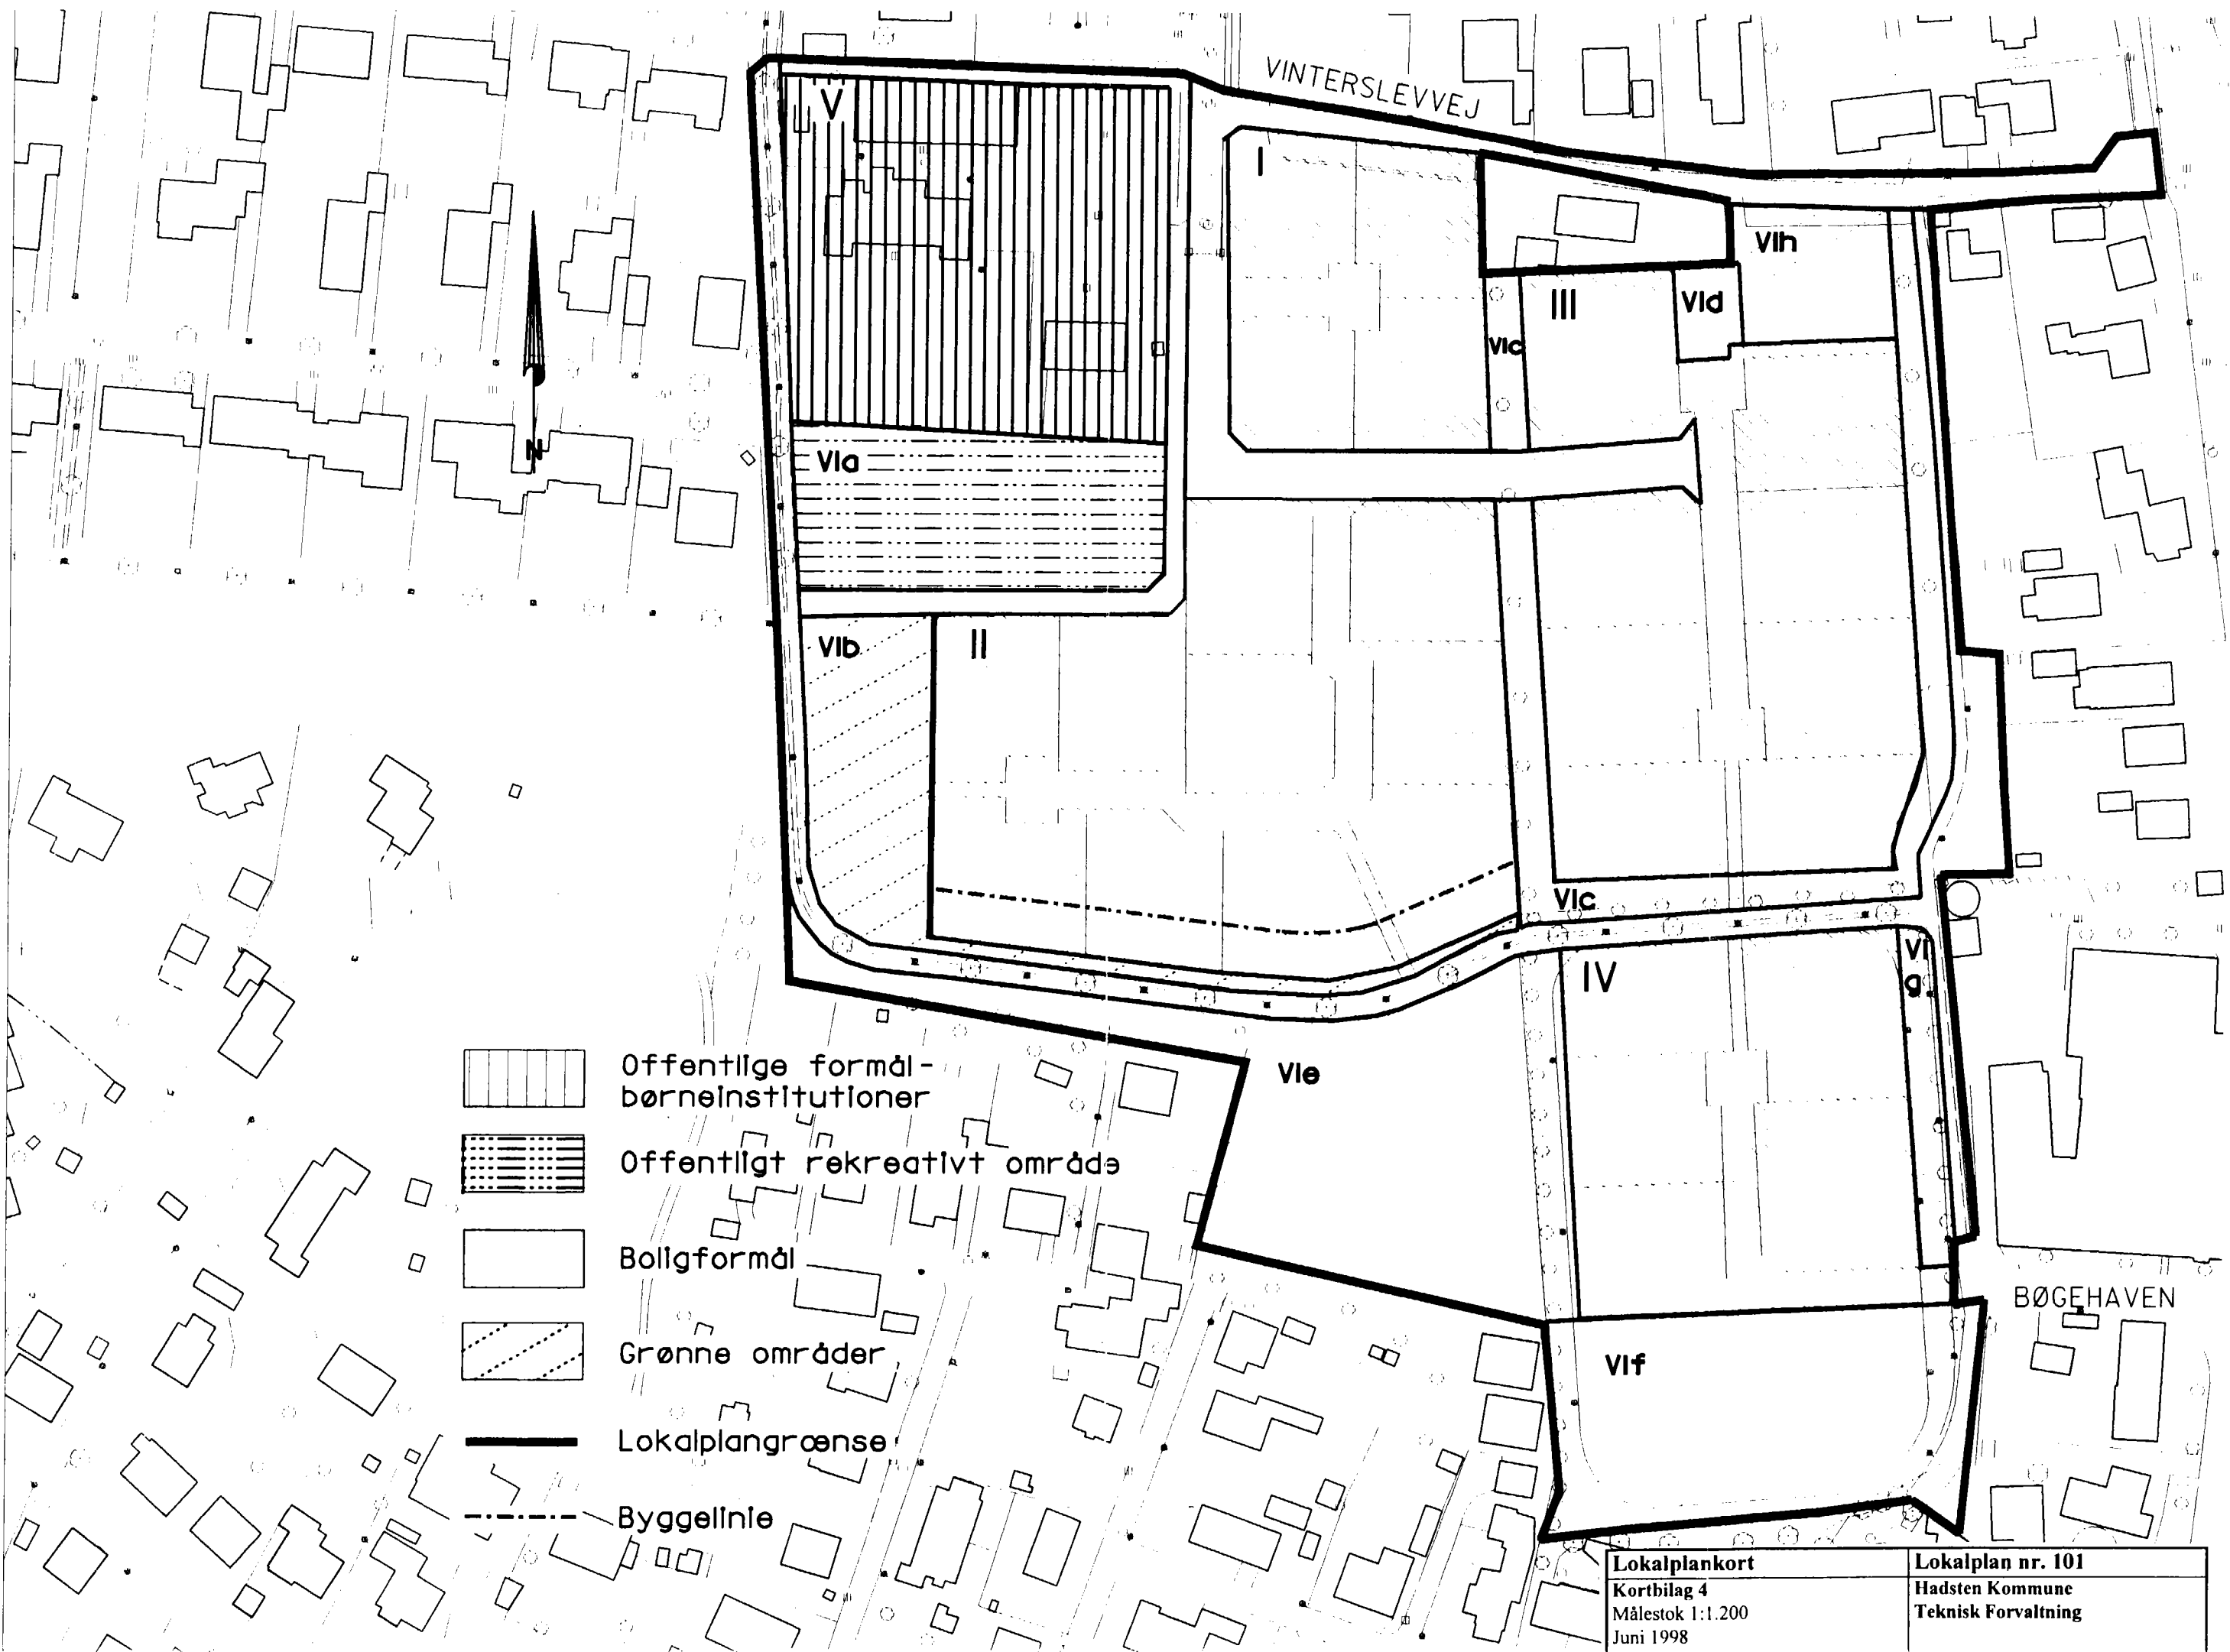 VINTERSLEVVEJ
V
I
VIh
III
VId
VIc
VIa
N
VIb
II
VIc
IV
VI
g
VIe
Offentlige formål-
børneinstitutioner
Offentligt rekreativt område
Boligformål
BØGEHAVEN
Grønne områder
VIf
Lokalplangrænse
Byggelinie
Lokalplankort
Lokalplan nr. 101
Kortbilag 4
Hadsten Kommune
Målestok 1:1.200
Teknisk Forvaltning
Juni 1998